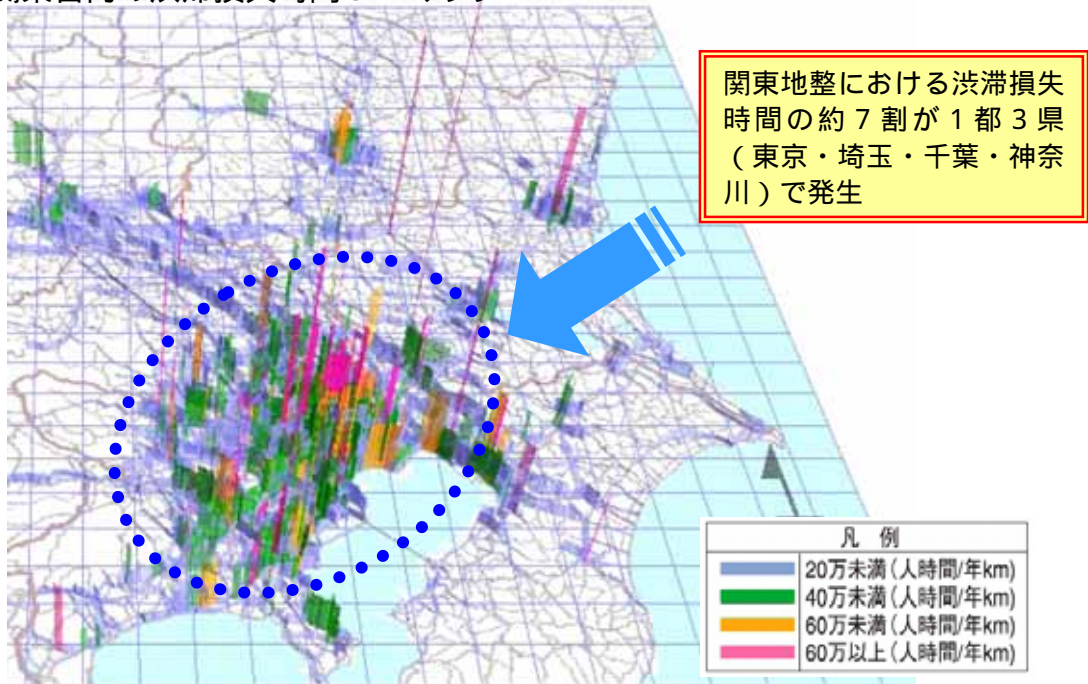 関東地整における渋滞損失
時間の約７割が１都３県
（東京・埼玉・千葉・神奈
川）で発生
凡 例
20万未満(人時間/年km)
40万未満(人時間/年km)
60万未満(人時間/年km)
60万以上(人時間/年km)